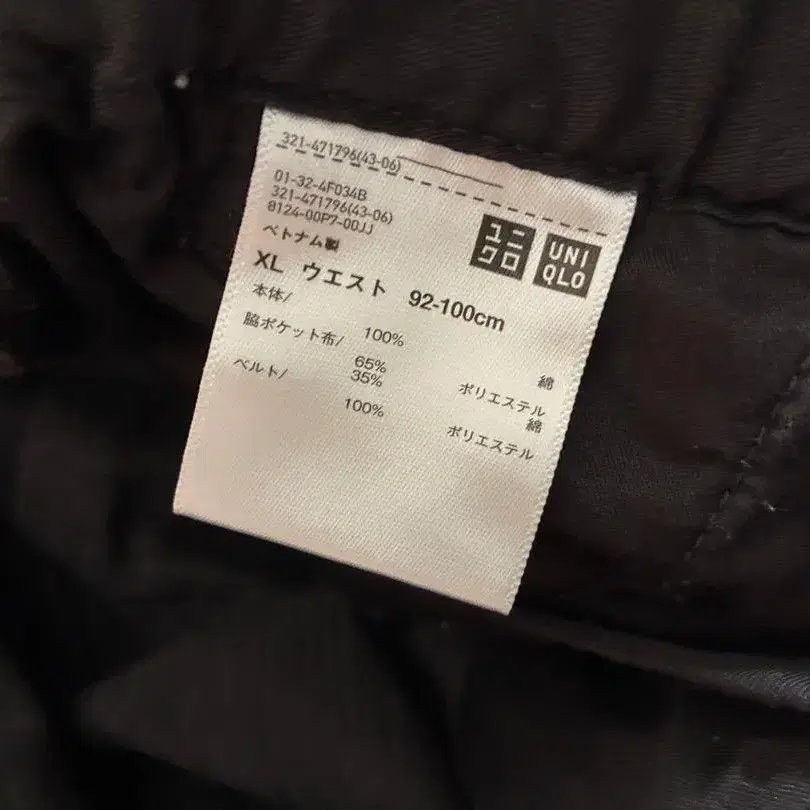 321-471796(43-06)
01-32-4F034B
321-471796(43-06)
8124-00P7-00JJ
ベトナム製
ユニ
クロ
UNI
QLO
XL ウエスト 92-100cm
本体/ 100% 綿
脇ポケット布/ 65% ポリエステル
35% 綿
ベルト/ 100% ポリエステル